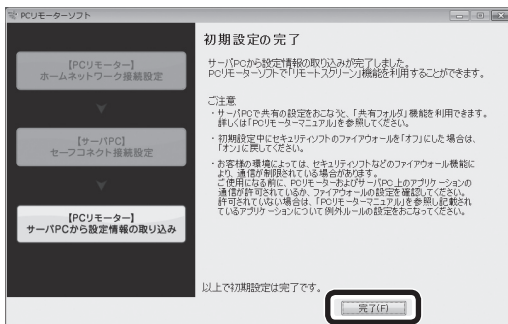 PCリモーターソフト
【PCリモーター】
ホームネットワーク接続設定
【サーバPC】
セーフコネクト接続設定
【PCリモーター】
サーバPCから設定情報の取り込み
初期設定の完了
サーバPCから設定情報の取り込みが完了しました。
PCリモーターソフトで「リモートスクリーン」機能を利用することができます。
ご注意
・サーバPCで共有の設定をおこなうと、「共有フォルダ」機能を利用できます。
詳しくは「PCリモーターマニュアル」を参照してください。
・初期設定中にセキュリティソフトのファイアウォールを「オフ」にした場合は、
「オン」に戻してください。
・お客様の環境によっては、セキュリティソフトなどのファイアウォール機能に
より、通信が制限されている場合があります。
ご使用になる前に、PCリモーターおよびサーバPC上のアプリケーションの
通信が許可されているか、ファイアウォールの設定を確認してください。
許可されていない場合は、「PCリモーターマニュアル」を参照し記載され
ているアプリケーションについて例外ルールの設定をおこなってください。
以上で初期設定は完了です。
完了(F)